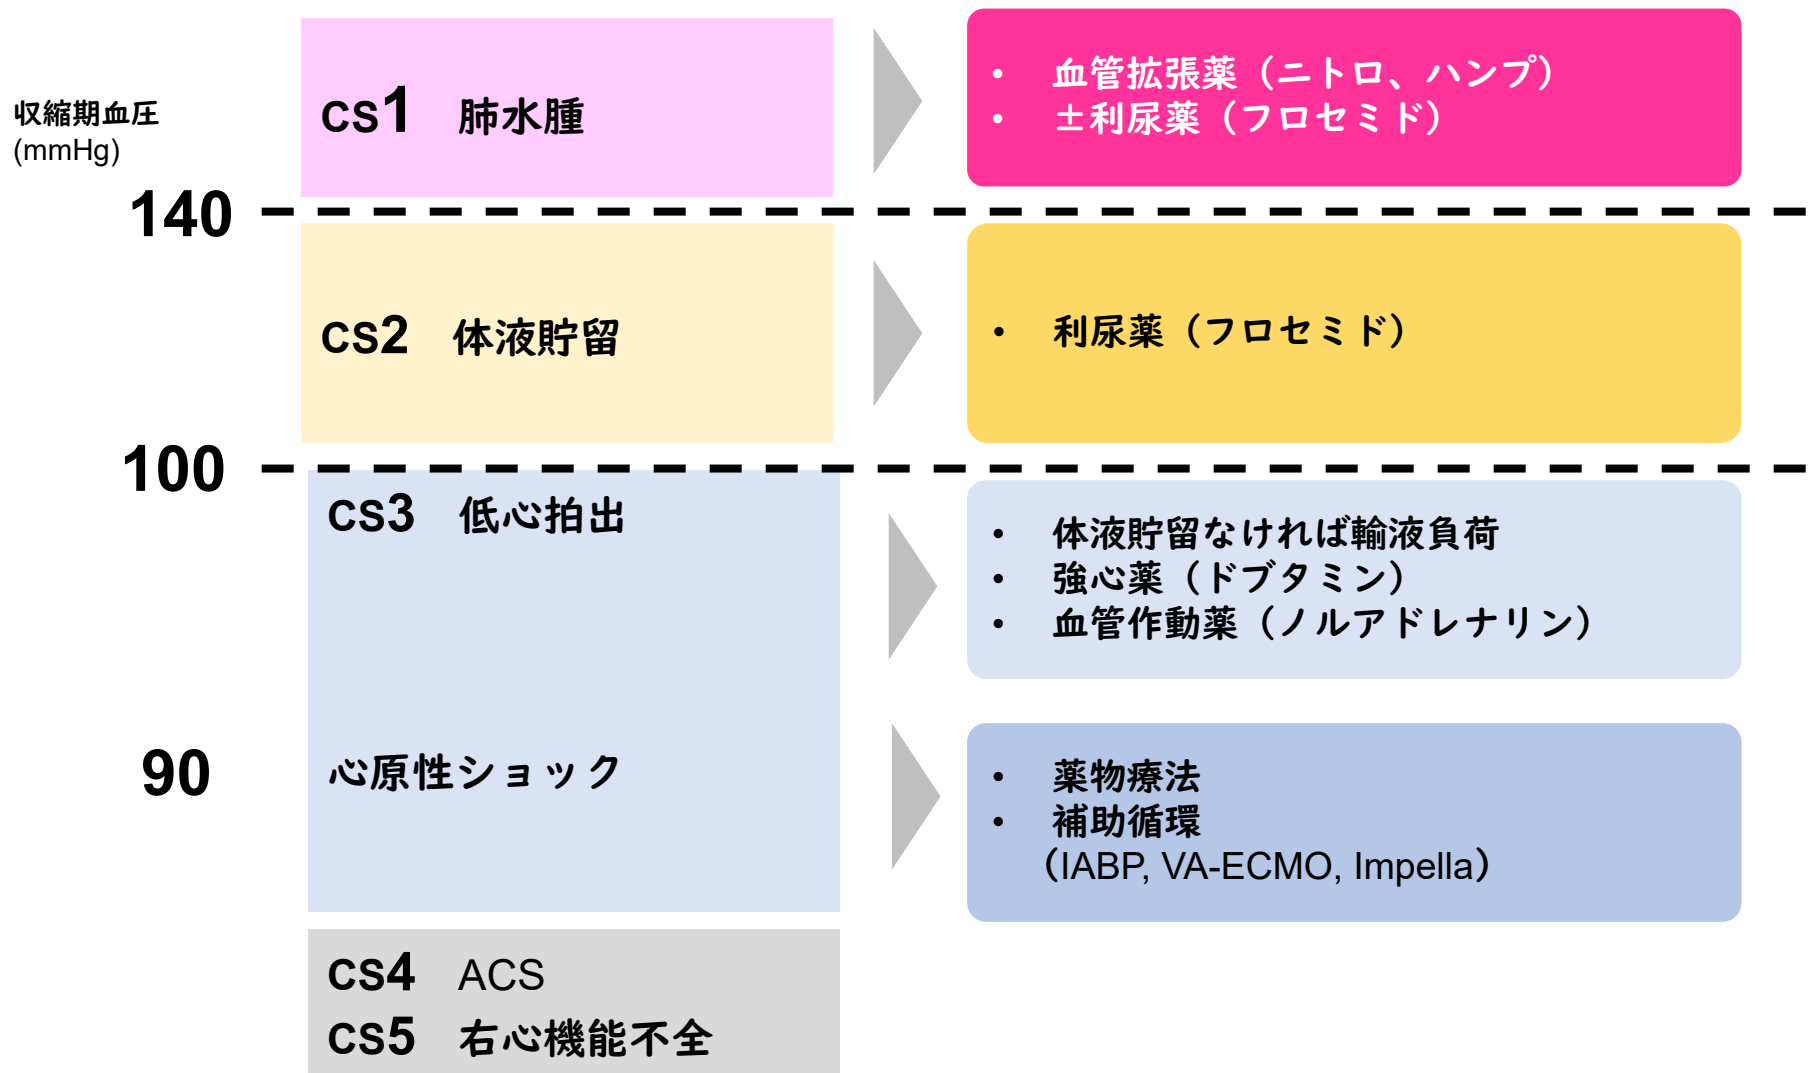 収縮期血圧
(mmHg)
CS1 肺水腫
• 血管拡張薬（ニトロ、ハンプ）
• ±利尿薬（フロセミド）
140
CS2 体液貯留
• 利尿薬（フロセミド）
100
CS3 低心拍出
• 体液貯留なければ輸液負荷
• 強心薬（ドブタミン）
• 血管作動薬（ノルアドレナリン）
90
心原性ショック
• 薬物療法
• 補助循環
（IABP, VA-ECMO, Impella）
CS4 ACS
CS5 右心機能不全